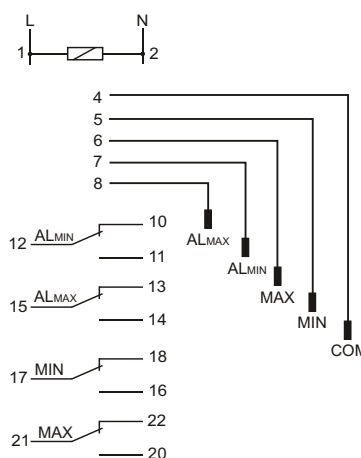 L N
1 2
4
5
6
7
8
ALMAX
ALMIN
MAX
MIN
COM
12 ALMIN 10
11
15 ALMAX 13
14
17 MIN 18
16
21 MAX 22
20